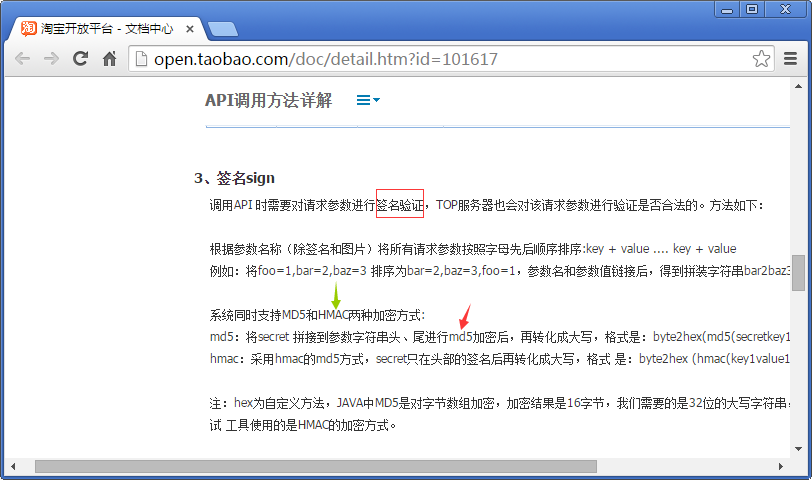 淘宝开放平台 - 文档中心
open.taobao.com/doc/detail.htm?id=101617
API调用方法详解
3、签名sign
调用API 时需要对请求参数进行签名验证，TOP服务器也会对该请求参数进行验证是否合法的。方法如下：
根据参数名称（除签名和图片）将所有请求参数按照字母先后顺序排序:key + value .... key + value
例如：将foo=1,bar=2,baz=3 排序为bar=2,baz=3,foo=1，参数名和参数值链接后，得到拼装字符串bar2baz3
系统同时支持MD5和HMAC两种加密方式：
md5：将secret 拼接到参数字符串头、尾进行md5加密后，再转化成大写，格式是：byte2hex(md5(secretkey1
hmac：采用hmac的md5方式，secret只在头部的签名后再转化成大写，格式 是：byte2hex (hmac(key1value1
注：hex为自定义方法，JAVA中MD5是对字节数组加密，加密结果是16字节，我们需要的是32位的大写字符串，
试 工具使用的是HMAC的加密方式。